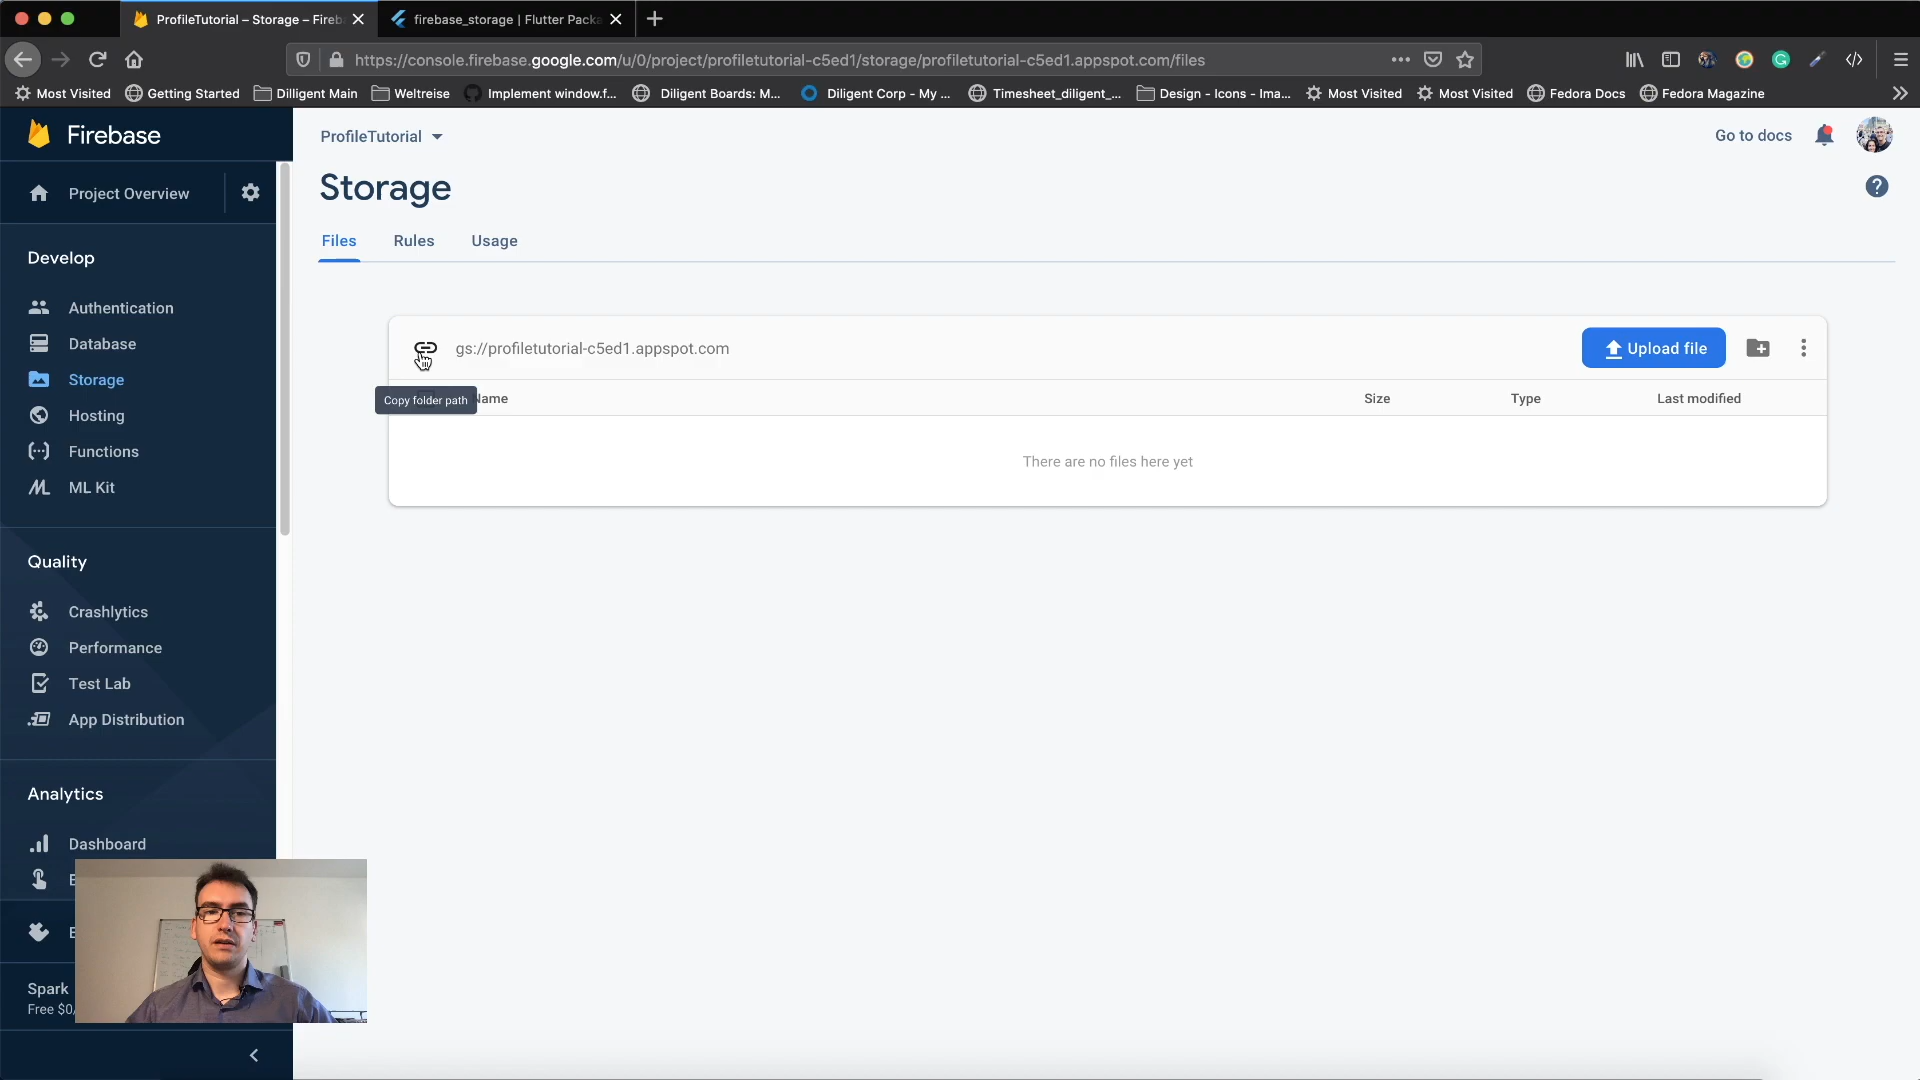 ProfileTutorial – Storage – Fireb
firebase_storage | Flutter Packa
https://console.firebase.google.com/u/0/project/profiletutorial-c5ed1/storage/profiletutorial-c5ed1.appspot.com/files
Most Visited Getting Started Dilligent Main Weltreise Implement window.f... Diligent Boards: M... Diligent Corp - My ... Timesheet_diligent_... Design - Icons - Ima... Most Visited Most Visited Fedora Docs Fedora Magazine
Firebase
ProfileTutorial
Go to docs
Project Overview
Storage
Files Rules Usage
Develop
Authentication
Database
Storage
Hosting
Functions
ML Kit
gs://profiletutorial-c5ed1.appspot.com
Upload file
Copy folder path
Name Size Type Last modified
There are no files here yet
Quality
Crashlytics
Performance
Test Lab
App Distribution
Analytics
Dashboard
E
E
Spark
Free $0/